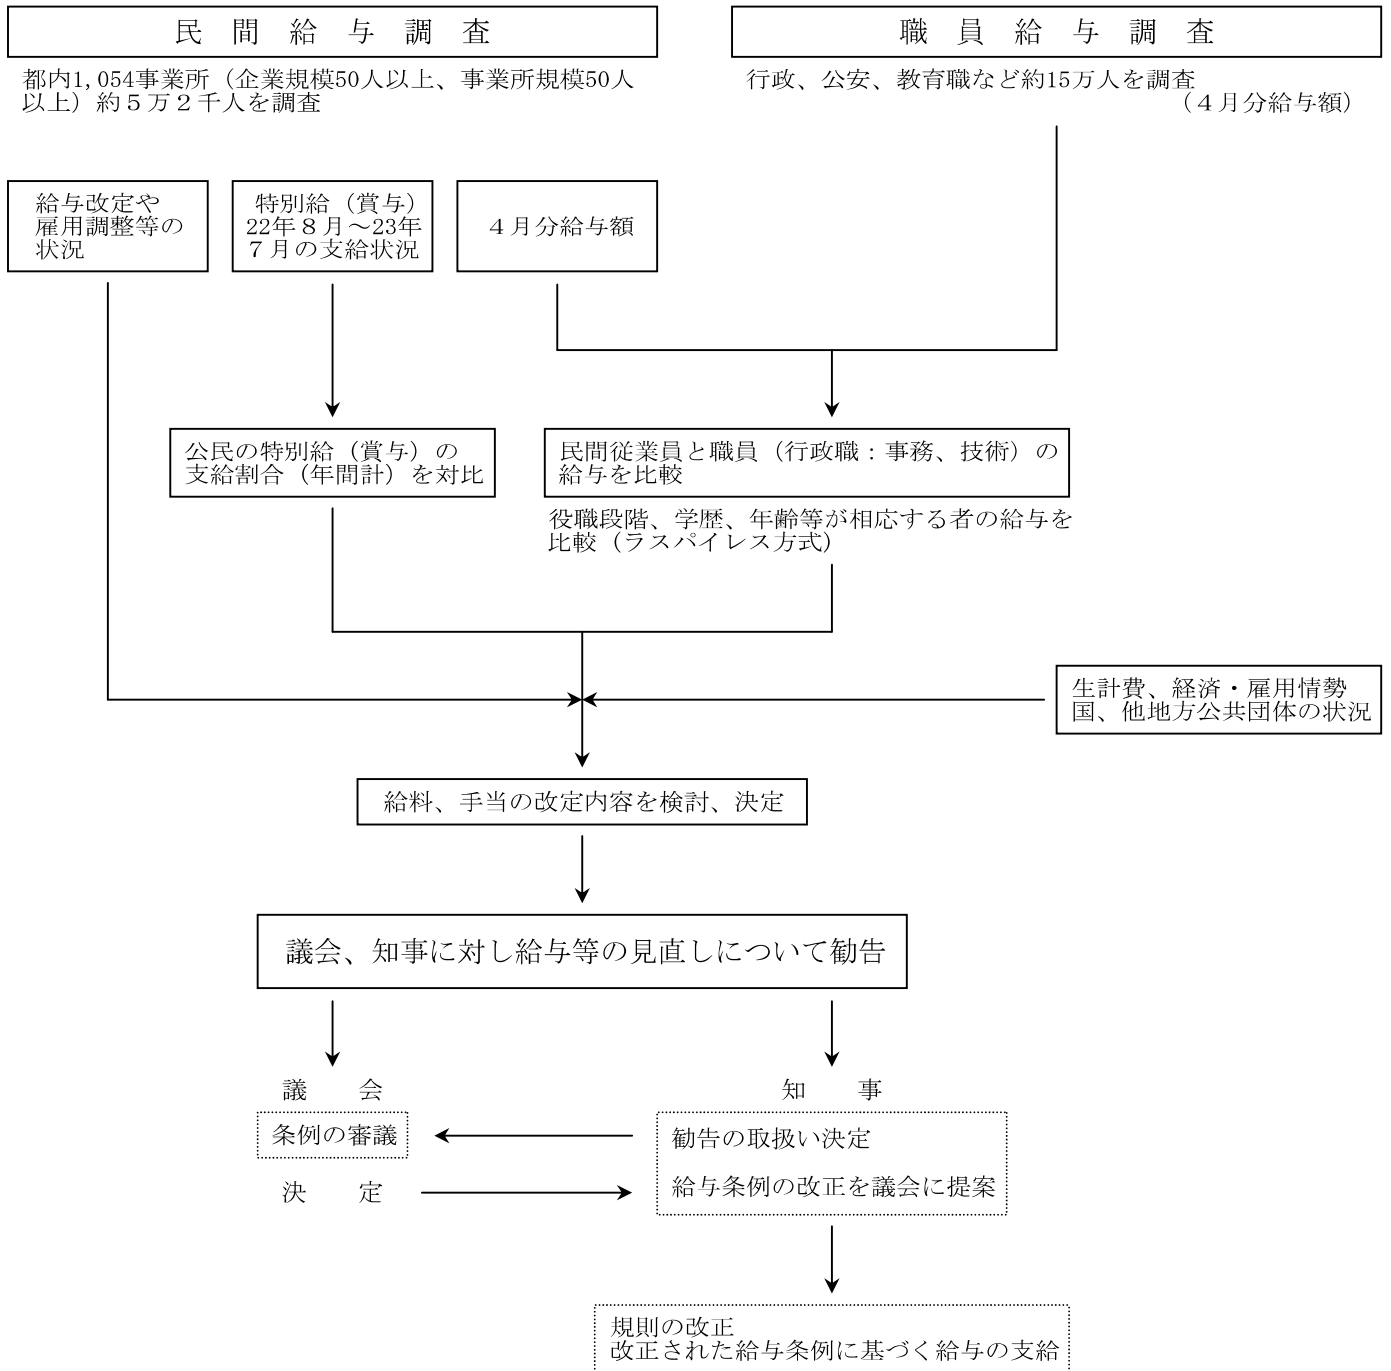 民間給与調査
都内1,054事業所（企業規模50人以上、事業所規模50人
以上）約５万２千人を調査
職員給与調査
行政、公安、教育職など約15万人を調査
（４月分給与額）
給与改定や
雇用調整等の
状況
特別給（賞与）
22年８月～23年
７月の支給状況
４月分給与額
公民の特別給（賞与）の
支給割合（年間計）を対比
民間従業員と職員（行政職：事務、技術）の
給与を比較
役職段階、学歴、年齢等が相応する者の給与を
比較（ラスパイレス方式）
生計費、経済・雇用情勢
国、他地方公共団体の状況
給料、手当の改定内容を検討、決定
議会、知事に対し給与等の見直しについて勧告
議　会
条例の審議
決　定
知　事
勧告の取扱い決定
給与条例の改正を議会に提案
規則の改正
改正された給与条例に基づく給与の支給